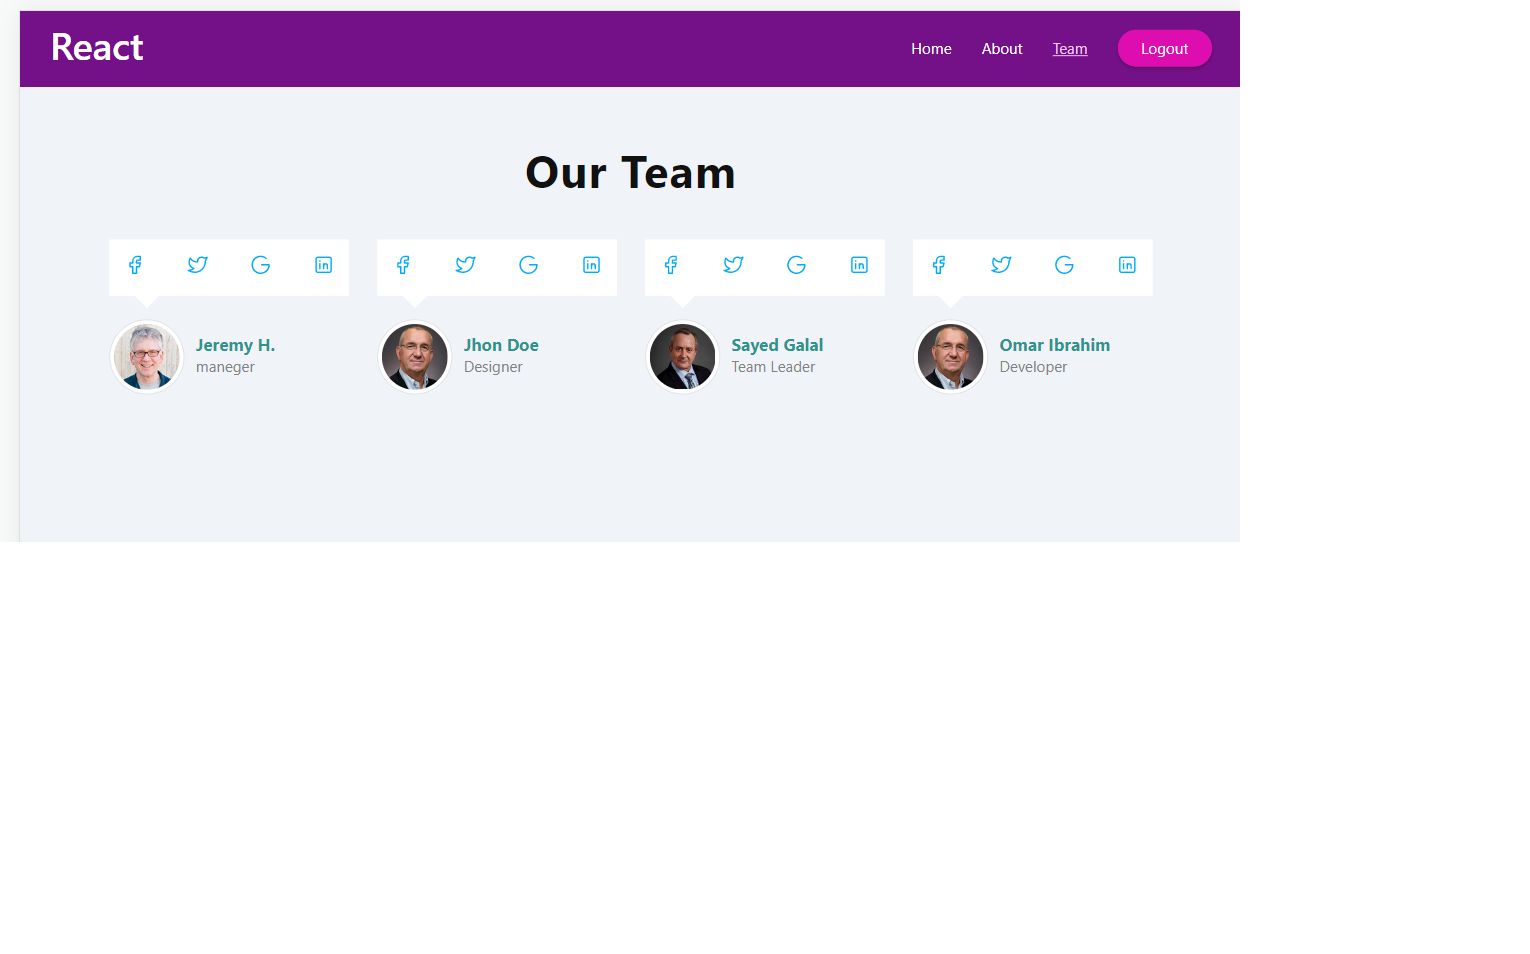 React
Home About Team Logout
Our Team
Jeremy H.
maneger
Jhon Doe
Designer
Sayed Galal
Team Leader
Omar Ibrahim
Developer